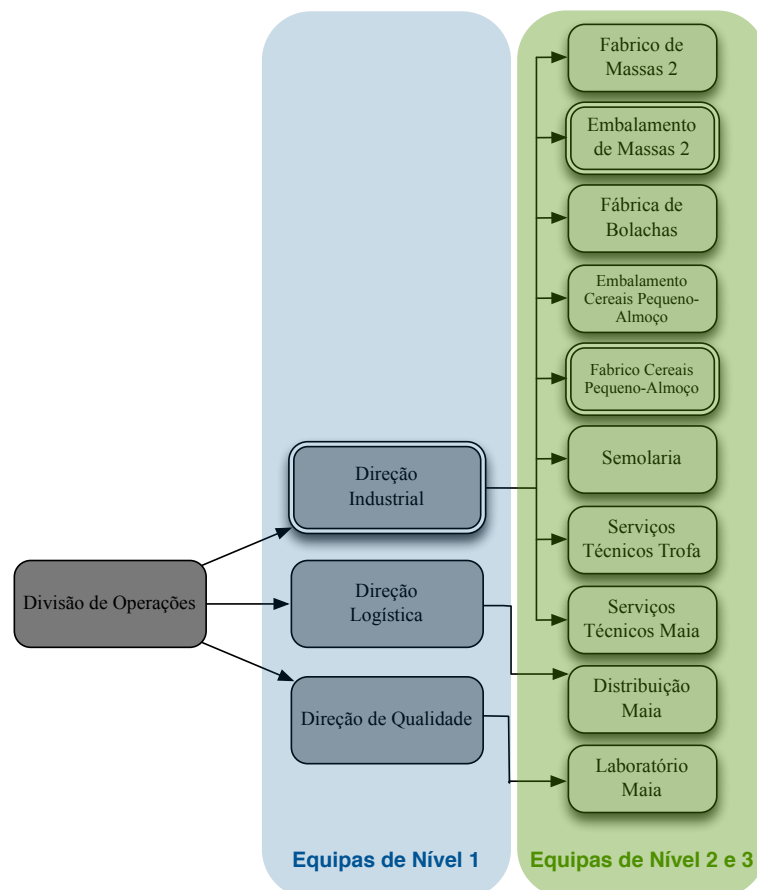 Fabrico de
Massas 2
Embalamento
de Massas 2
Fábrica de
Bolachas
Embalamento
Cereais Pequeno-
Almoço
Fabrico Cereais
Pequeno-Almoço
Semolaria
Serviços
Técnicos Trofa
Serviços
Técnicos Maia
Distribuição
Maia
Laboratório
Maia
Direção
Industrial
Direção
Logística
Direção de Qualidade
Divisão de Operações
Equipas de Nível 1
Equipas de Nível 2 e 3